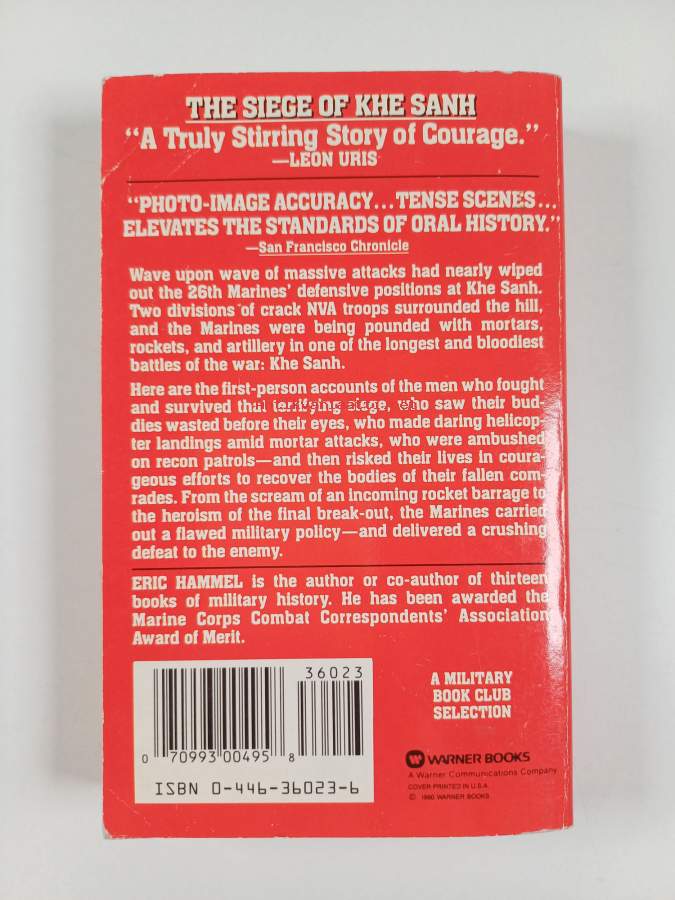 THE SIEGE OF KHE SANH
"A Truly Stirring Story of Courage."
—LEON URIS
"PHOTO-IMAGE ACCURACY...TENSE SCENES...
ELEVATES THE STANDARDS OF ORAL HISTORY."
—San Francisco Chronicle
Wave upon wave of massive attacks had nearly wiped
out the 26th Marines' defensive positions at Khe Sanh.
Two divisions of crack NVA troops surrounded the hill,
and the Marines were being pounded with mortars,
rockets, and artillery in one of the longest and bloodiest
battles of the war: Khe Sanh.
Here are the first-person accounts of the men who fought
and survived that terrifying siege, who saw their bud-
dies wasted before their eyes, who made daring helicop-
ter landings amid mortar attacks, who were ambushed
on recon patrols—and then risked their lives in coura-
geous efforts to recover the bodies of their fallen com-
rades. From the scream of an incoming rocket barrage to
the heroism of the final break-out, the Marines carried
out a flawed military policy—and delivered a crushing
defeat to the enemy.
ERIC HAMMEL is the author or co-author of thirteen
books of military history. He has been awarded the
Marine Corps Combat Correspondents' Association
Award of Merit.
36023
0 70993 00495 8
ISBN 0-446-36023-6
A MILITARY
BOOK CLUB
SELECTION
WARNER BOOKS
A Warner Communications Company
COVER PRINTED IN U.S.A.
© 1990 WARNER BOOKS